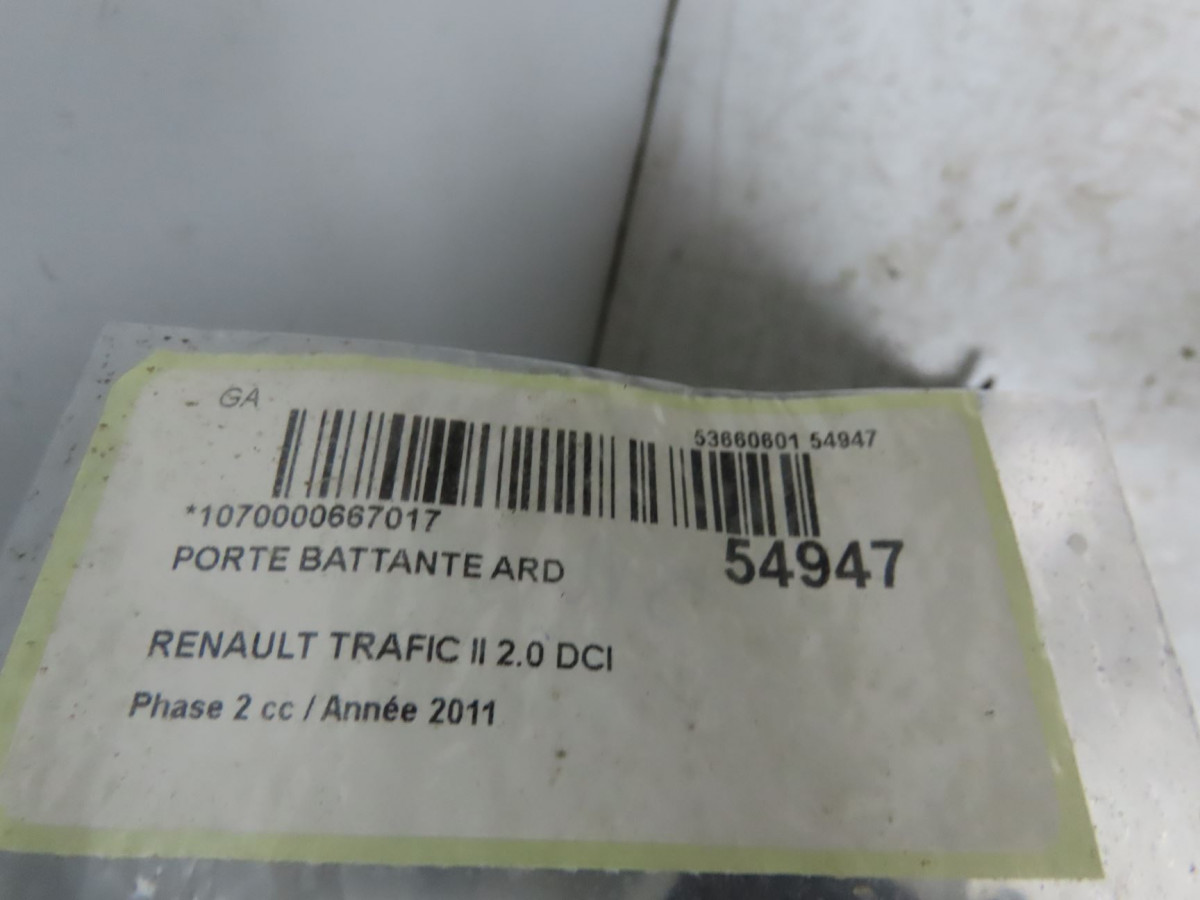 GA
53660601 54947
*1070000667017
54947
PORTE BATTANTE ARD
RENAULT TRAFIC II 2.0 DCI
Phase 2 cc / Année 2011